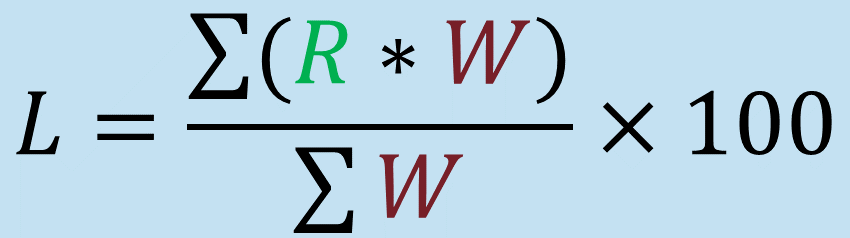 L = ∑(R * W) / ∑ W × 100